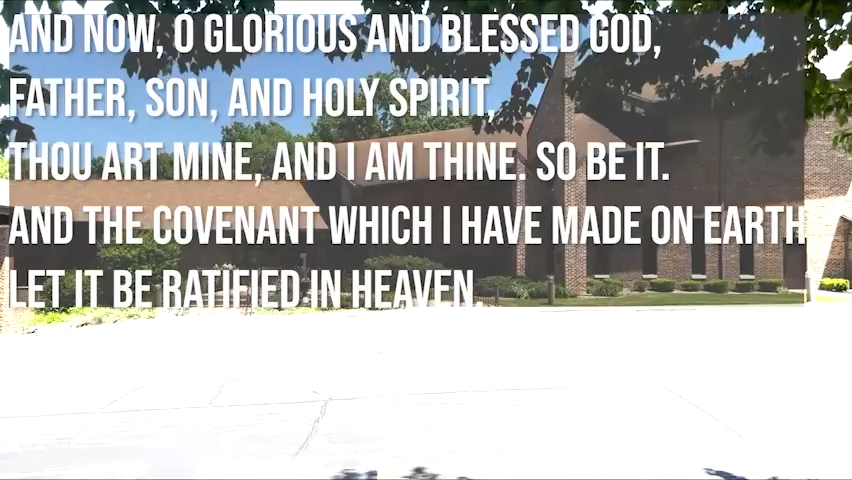 AND NOW, O GLORIOUS AND BLESSED GOD,
FATHER, SON, AND HOLY SPIRIT,
THOU ART MINE, AND I AM THINE. SO BE IT.
AND THE COVENANT WHICH I HAVE MADE ON EARTH
LET IT BE RATIFIED IN HEAVEN.